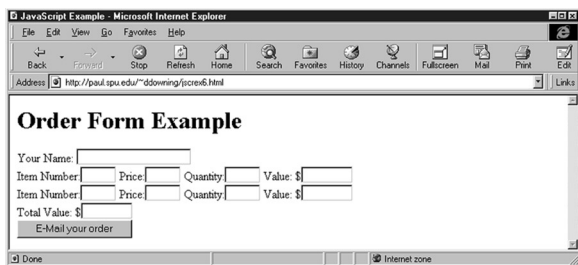 JavaScript Example - Microsoft Internet Explorer
File Edit View Go Favorites Help
Back Forward Stop Refresh Home Search Favorites History Channels Fullscreen Mail Print Edit
Address http://paul.spu.edu/~ddowning/jscrex6.html Links
Order Form Example
Your Name:
Item Number: Price: Quantity: Value: $
Item Number: Price: Quantity: Value: $
Total Value: $
E-Mail your order
Done Internet zone